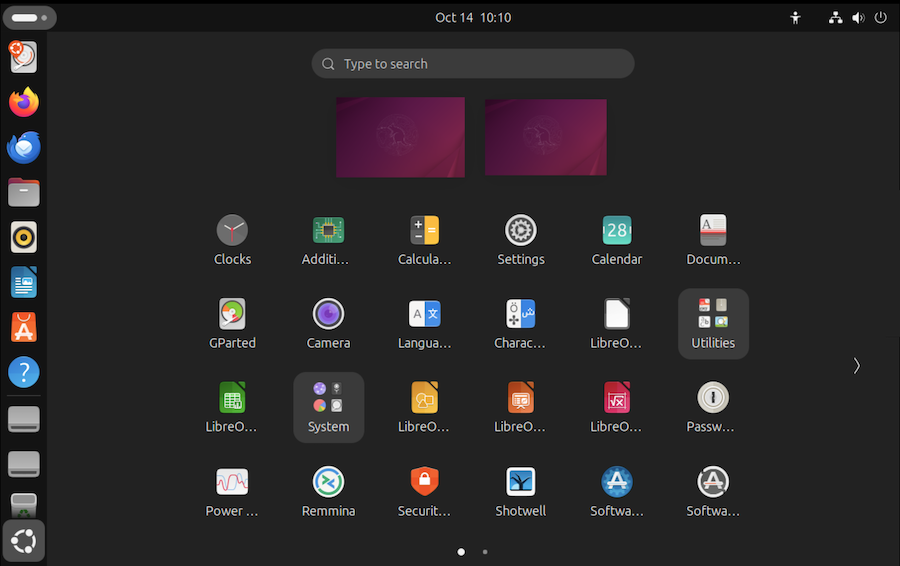 Oct 14 10:10
Type to search
Clocks
Additi...
Calcula...
Settings
28
Calendar
Docum...
GParted
Camera
Langua...
Charac...
LibreO...
Utilities
LibreO...
System
LibreO...
LibreO...
LibreO...
Passw...
Power ...
Remmina
Securit...
Shotwell
Softwa...
Softwa...